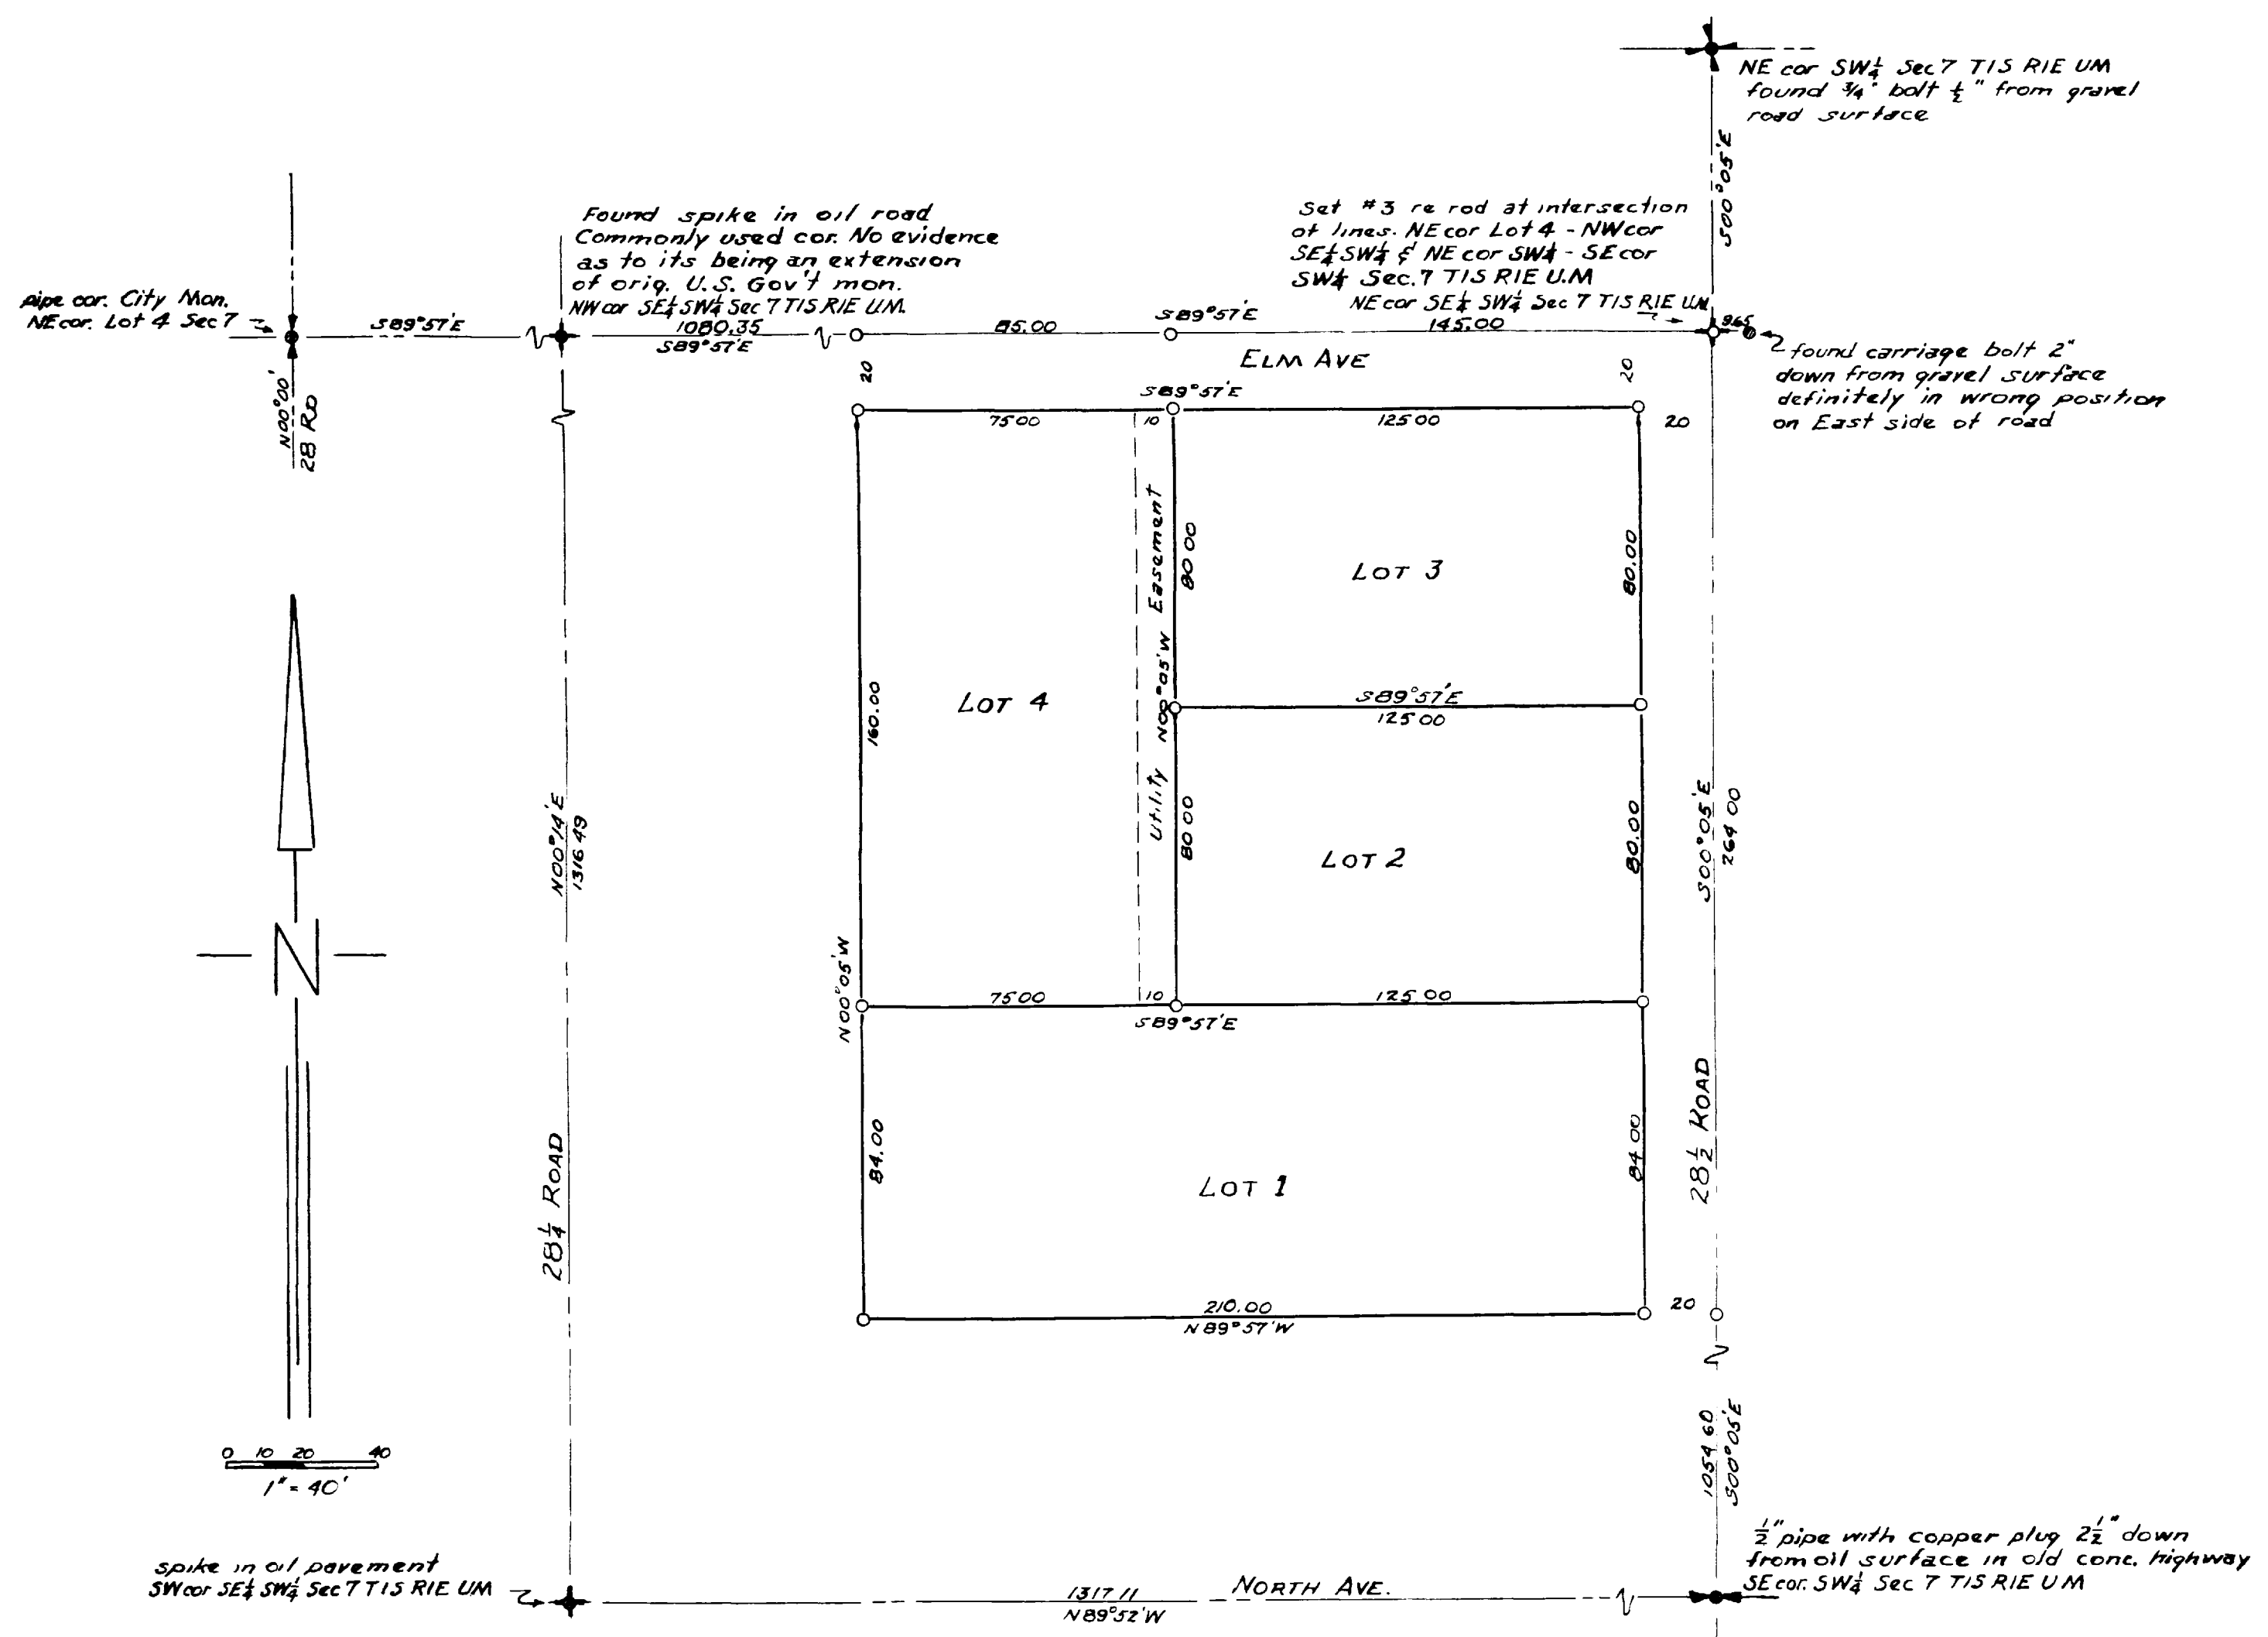 NE cor SW¼ Sec 7 T1S R1E UM
found ¾" bolt ½" from gravel
road surface
S00°05'E
Found spike in oil road
Commonly used cor. No evidence
as to its being an extension
of orig. U.S. Gov't mon.
NW cor SE¼ SW¼ Sec 7 T1S R1E U.M.
Set #3 re rod at intersection
of lines. NE cor Lot 4 - NW cor
SE¼ SW¼ & NE cor SW¼ - SE cor
SW¼ Sec. 7 T1S R1E U.M
NE cor SE¼ SW¼ Sec 7 T1S R1E UM
pipe cor. City Mon.
NE cor. Lot 4 Sec 7
S89°57'E
1080.35
S89°57'E
85.00
S89°57'E
145.00
9.65
found carriage bolt 2"
down from gravel surface
definitely in wrong position
on East side of road
N00°00'
28 RD
20
ELM AVE
20
S89°57'E
75 00
10
125 00
20
Utility Easement
N00°05'W
80 00
LOT 3
80.00
LOT 4
160.00
S89°57'E
125 00
80 00
LOT 2
80.00
S00°05'E
264 00
N00°14'E
1316 49
N
N00°05'W
75 00
10
125.00
S89°57'E
84.00
LOT 1
84.00
28¼ ROAD
28½ ROAD
210.00
N89°57'W
20
1054 60
S00°05'E
0 10 20 40
1" = 40'
spike in oil pavement
SW cor SE¼ SW¼ Sec 7 T1S R1E UM
1317 11
N89°52'W
NORTH AVE.
½" pipe with copper plug 2½" down
from oil surface in old conc. highway
SE cor. SW¼ Sec 7 T1S R1E UM